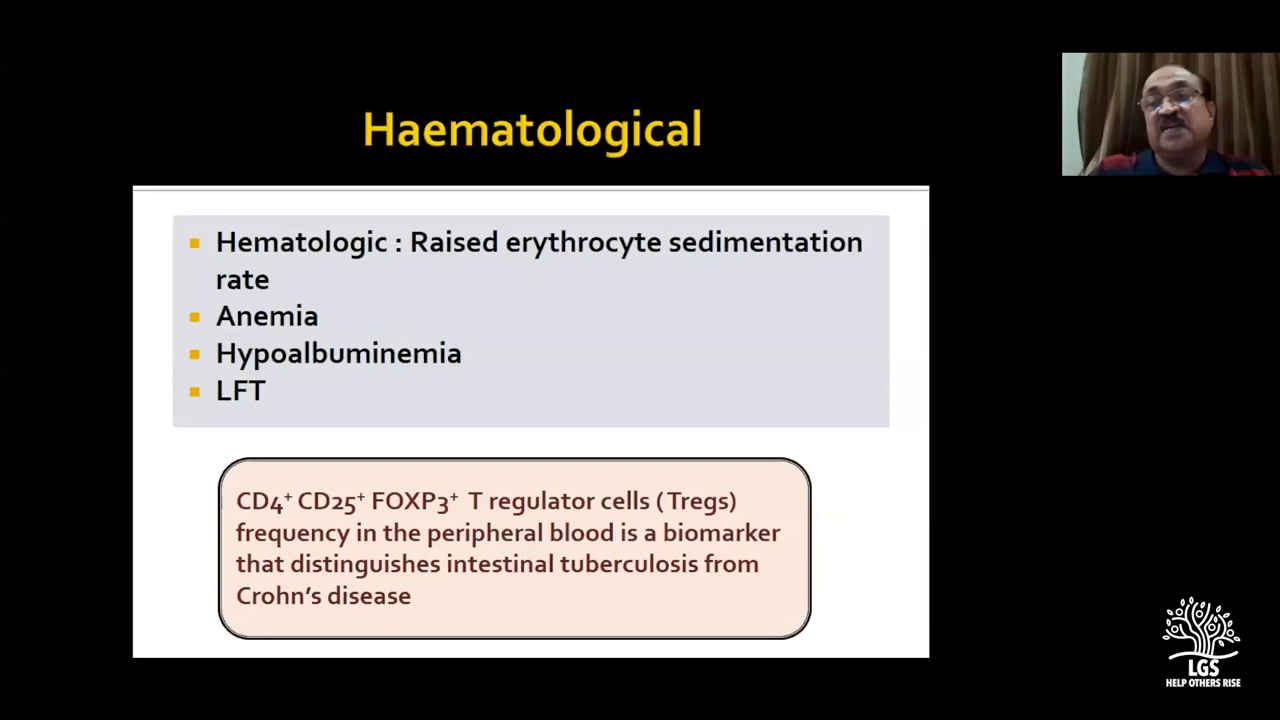 Haematological
Hematologic : Raised erythrocyte sedimentation
rate
Anemia
Hypoalbuminemia
LFT
CD4⁺ CD25⁺ FOXP3⁺ T regulator cells ( Tregs)
frequency in the peripheral blood is a biomarker
that distinguishes intestinal tuberculosis from
Crohn’s disease
LGS
HELP OTHERS RISE